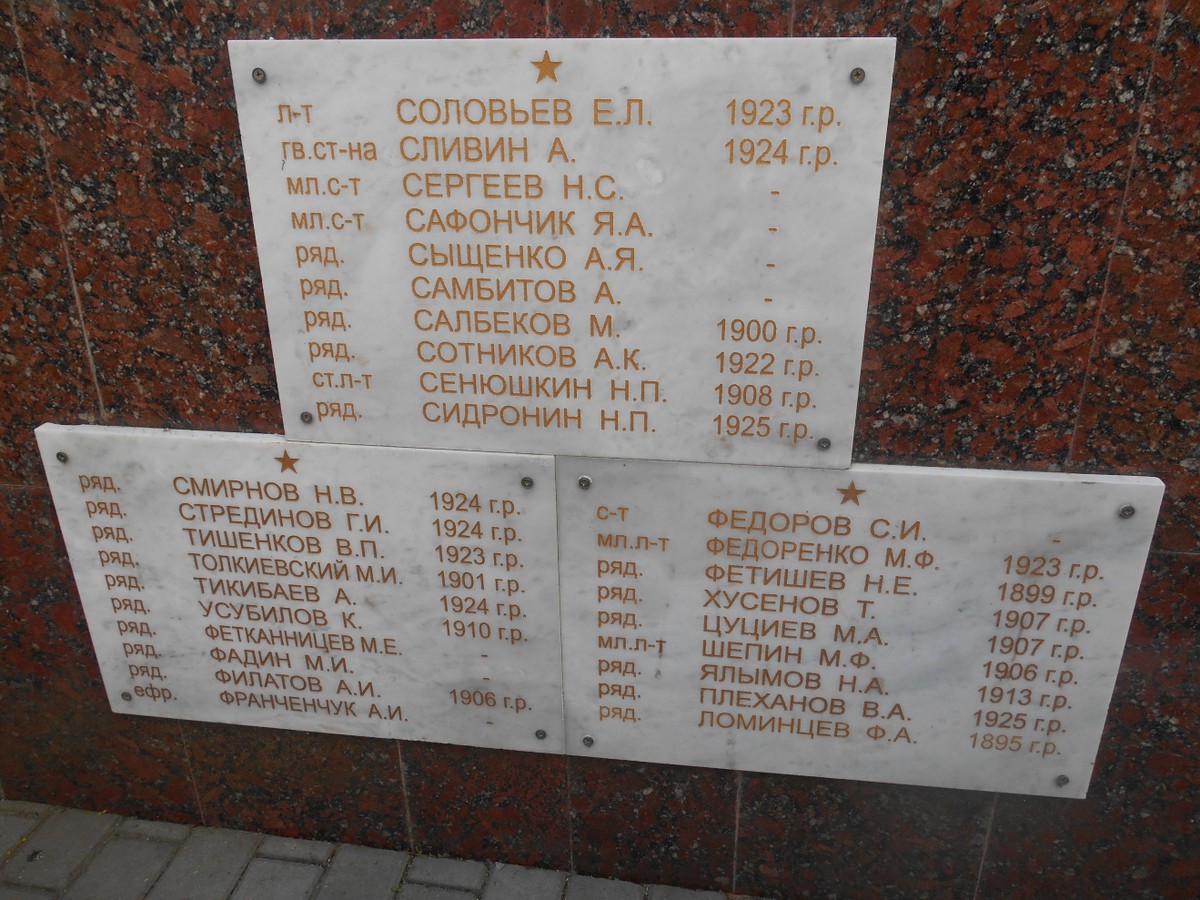 л-т СОЛОВЬЕВ Е.Л. 1923 г.р.
гв.ст-на СЛИВИН А. 1924 г.р.
мл.с-т СЕРГЕЕВ Н.С. -
мл.с-т САФОНЧИК Я.А. -
ряд. СЫЩЕНКО А.Я. -
ряд. САМБИТОВ А. -
ряд. САЛБЕКОВ М. 1900 г.р.
ряд. СОТНИКОВ А.К. 1922 г.р.
ст.л-т СЕНЮШКИН Н.П. 1908 г.р.
ряд. СИДРОНИН Н.П. 1925 г.р.
ряд. СМИРНОВ Н.В. 1924 г.р.
ряд. СТРЕДИНОВ Г.И. 1924 г.р.
ряд. ТИШЕНКОВ В.П. 1923 г.р.
ряд. ТОЛКИЕВСКИЙ М.И. 1901 г.р.
ряд. ТИКИБАЕВ А. 1924 г.р.
ряд. УСУБИЛОВ К. 1910 г.р.
ряд. ФЕТКАННИЦЕВ М.Е. -
ряд. ФАДИН М.И. -
ряд. ФИЛАТОВ А.И. 1906 г.р.
ефр. ФРАНЧЕНЧУК А.И. -
с-т ФЕДОРОВ С.И. -
мл.л-т ФЕДОРЕНКО М.Ф. 1923 г.р.
ряд. ФЕТИШЕВ Н.Е. 1899 г.р.
ряд. ХУСЕНОВ Т. 1907 г.р.
ряд. ЦУЦИЕВ М.А. 1907 г.р.
мл.л-т ШЕПИН М.Ф. 1906 г.р.
ряд. ЯЛЫМОВ Н.А. 1913 г.р.
ряд. ПЛЕХАНОВ В.А. 1925 г.р.
ряд. ЛОМИНЦЕВ Ф.А. 1895 г.р.